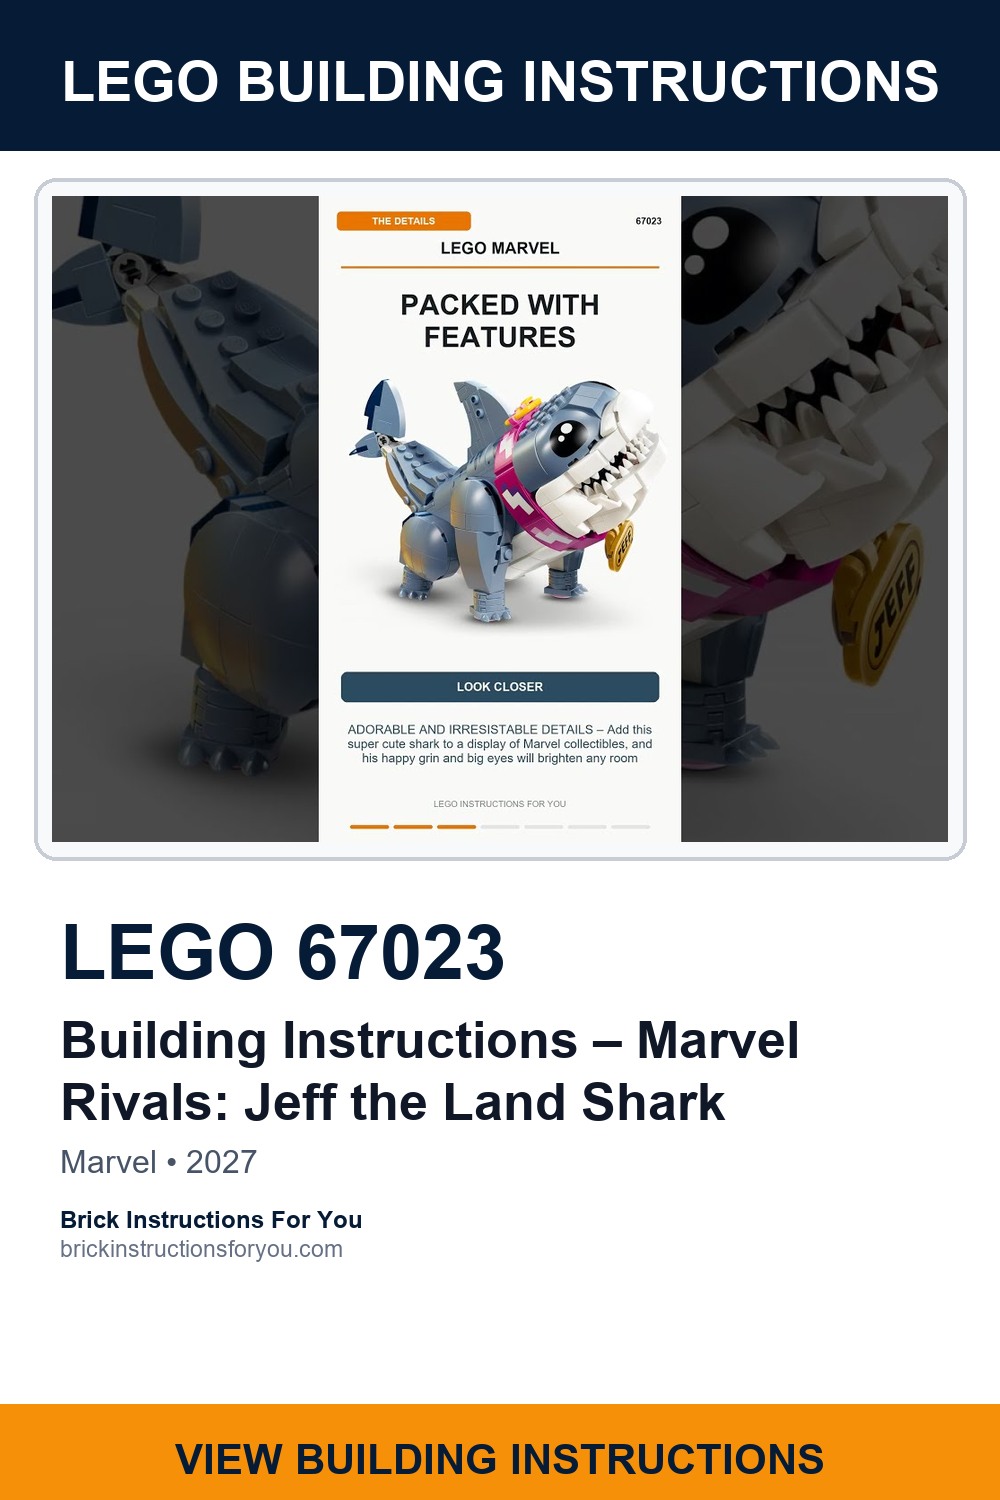 LEGO BUILDING INSTRUCTIONS
THE DETAILS
67023
LEGO MARVEL
PACKED WITH
FEATURES
JEFF
JEFF
LOOK CLOSER
ADORABLE AND IRRESISTABLE DETAILS – Add this
super cute shark to a display of Marvel collectibles, and
his happy grin and big eyes will brighten any room
LEGO INSTRUCTIONS FOR YOU
LEGO 67023
Building Instructions – Marvel
Rivals: Jeff the Land Shark
Marvel • 2027
Brick Instructions For You
brickinstructionsforyou.com
VIEW BUILDING INSTRUCTIONS